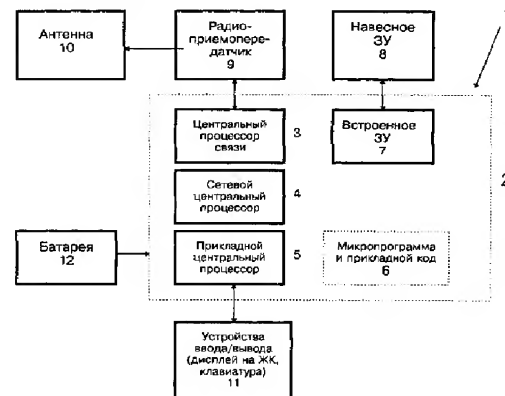 Антенна
10
Радио-
приемопере-
датчик
9
Навесное
ЗУ
8
Центральный
процессор
связи
3
Встроенное
ЗУ
7
Сетевой
центральный
процессор
4
2
Батарея
12
Прикладной
центральный
процессор
5
Микропрограмма
и прикладной код
6
Устройства
ввода/вывода
(дисплей на ЖК,
клавиатура)
11